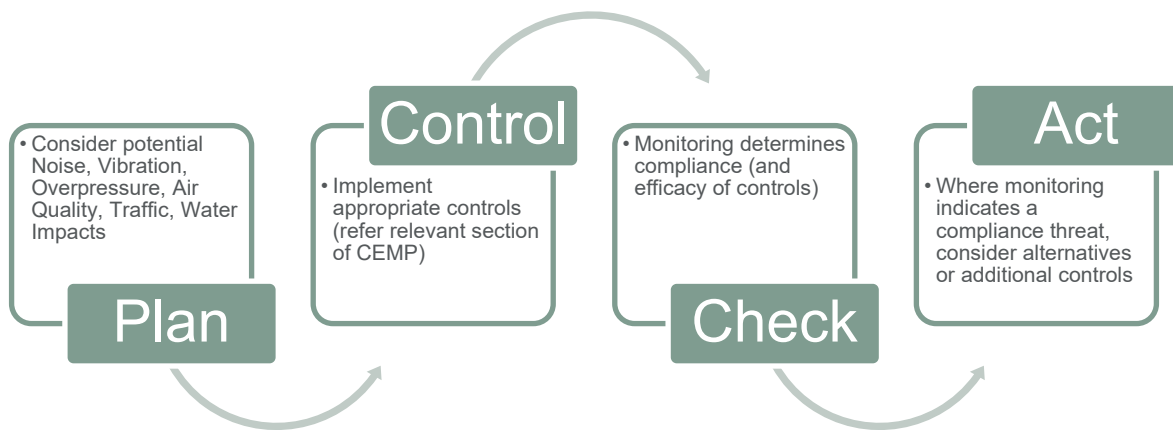 • Consider potential
Noise, Vibration,
Overpressure, Air
Quality, Traffic, Water
Impacts
Plan
Control
• Implement
appropriate controls
(refer relevant section
of CEMP)
• Monitoring determines
compliance (and
efficacy of controls)
Check
Act
• Where monitoring
indicates a
compliance threat,
consider alternatives
or additional controls